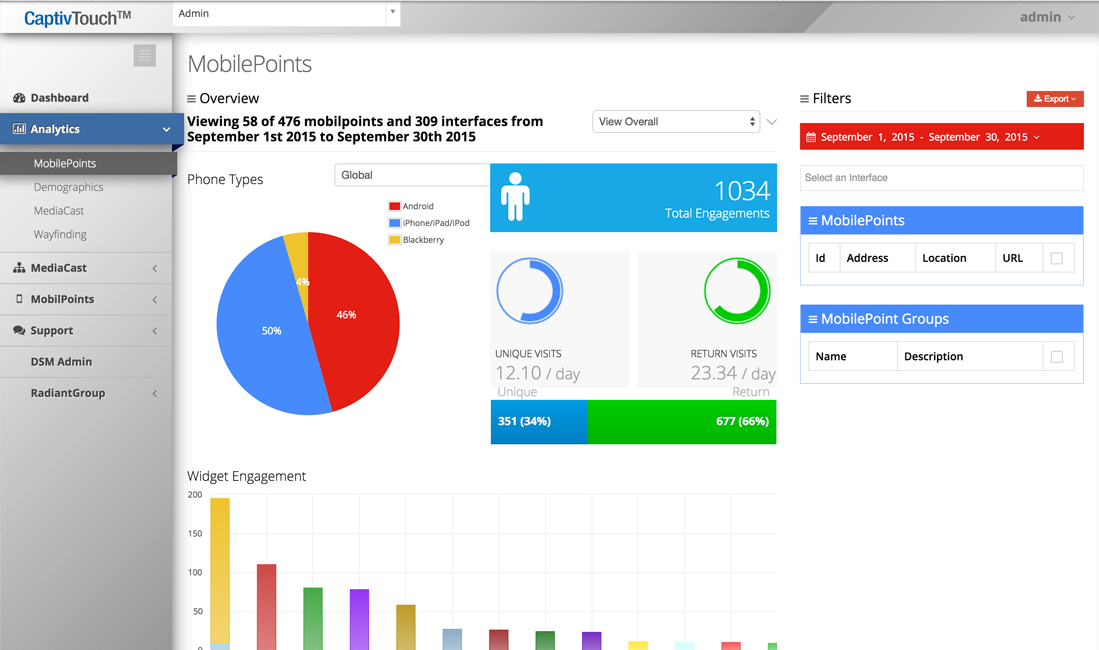 CaptivTouch™
Admin
admin
MobilePoints
Dashboard
Analytics
MobilePoints
Demographics
MediaCast
Wayfinding
MediaCast
MobilPoints
Support
DSM Admin
RadiantGroup
Overview
Viewing 58 of 476 mobilpoints and 309 interfaces from
September 1st 2015 to September 30th 2015
View Overall
Phone Types
Global
Android
iPhone/iPad/iPod
Blackberry
4%
46%
50%
1034
Total Engagements
UNIQUE VISITS
12.10 / day
Unique
RETURN VISITS
23.34 / day
Return
351 (34%)
677 (66%)
Widget Engagement
200
150
100
50
0
Filters
Export
September 1, 2015 - September 30, 2015
Select an Interface
MobilePoints
Id Address Location URL
MobilePoint Groups
Name Description